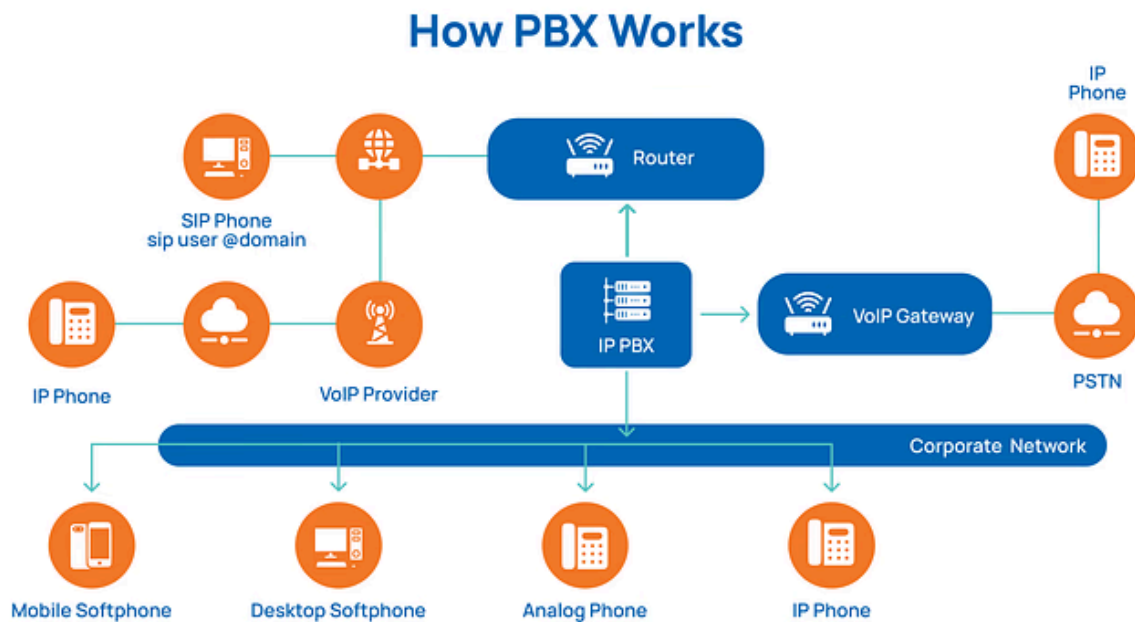 How PBX Works
IP
Phone
Router
SIP Phone
sip user @domain
IP PBX
VoIP Gateway
IP Phone
VoIP Provider
PSTN
Corporate Network
Mobile Softphone
Desktop Softphone
Analog Phone
IP Phone